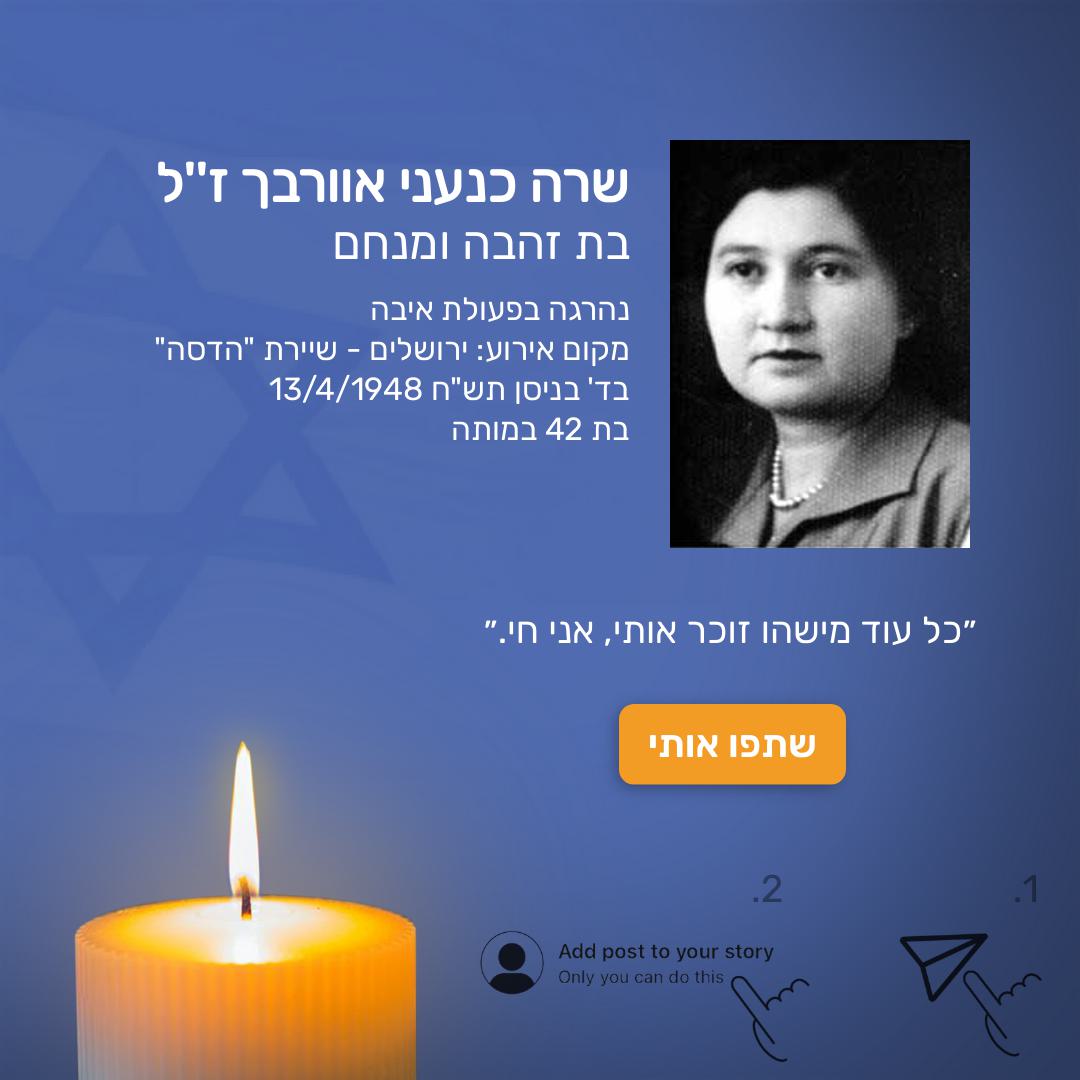 שרה כנעני אוורבך ז"ל
בת זהבה ומנחם
נהרגה בפעולת איבה
מקום אירוע: ירושלים - שיירת "הדסה"
בד' בניסן תש"ח 13/4/1948
בת 42 במותה
״כל עוד מישהו זוכר אותי, אני חי.״
שתפו אותי
1.
2.
Add post to your story
Only you can do this